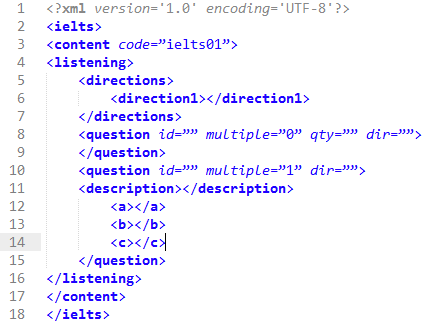 1 <?xml version='1.0' encoding='UTF-8'?>
2 <ielts>
3 <content code=”ielts01”>
4 <listening>
5 <directions>
6 <direction1></direction1>
7 </directions>
8 <question id=”” multiple=”0” qty=”” dir=””>
9 </question>
10 <question id=”” multiple=”1” dir=””>
11 <description></description>
12 <a></a>
13 <b></b>
14 <c></c>
15 </question>
16 </listening>
17 </content>
18 </ielts>